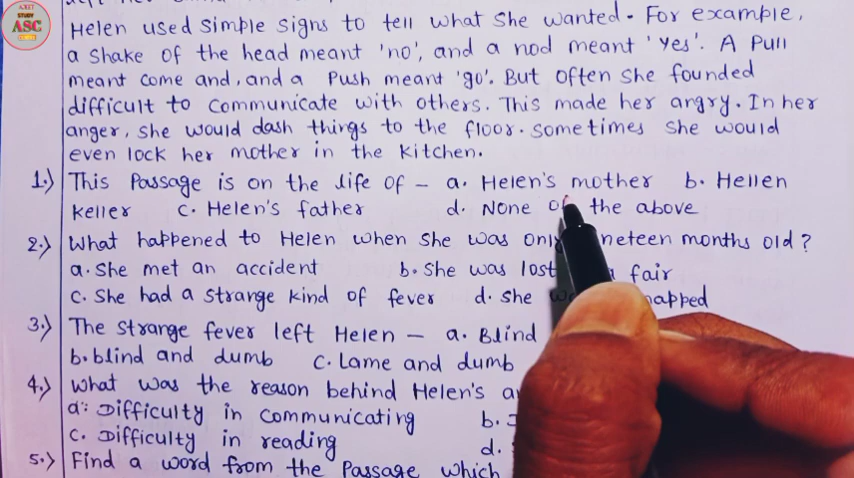 AXIT
STUDY
ASC
Helen used simple signs to tell what she wanted. For example,
a shake of the head meant 'no', and a nod meant 'yes'. A Pull
meant come and, and a Push meant 'go'. But often she founded
difficult to communicate with others. This made her angry. In her
anger, she would dash things to the floor. sometimes she would
even lock her mother in the kitchen.
1.) This Passage is on the life of - a. Helen's mother b. Hellen
keller c. Helen's father d. None the above
2.) What happened to Helen when she was months old?
a. She met an accident b. She was lost fair
c. She had a strange kind of fever d. she
3.) The strange fever left Helen - a. Blind
b. blind and dumb c. Lame and dumb
4.) what was the reason behind Helen's
a: Difficulty in communicating b.
c. Difficulty in reading d.
5.) Find a word from the Passage which